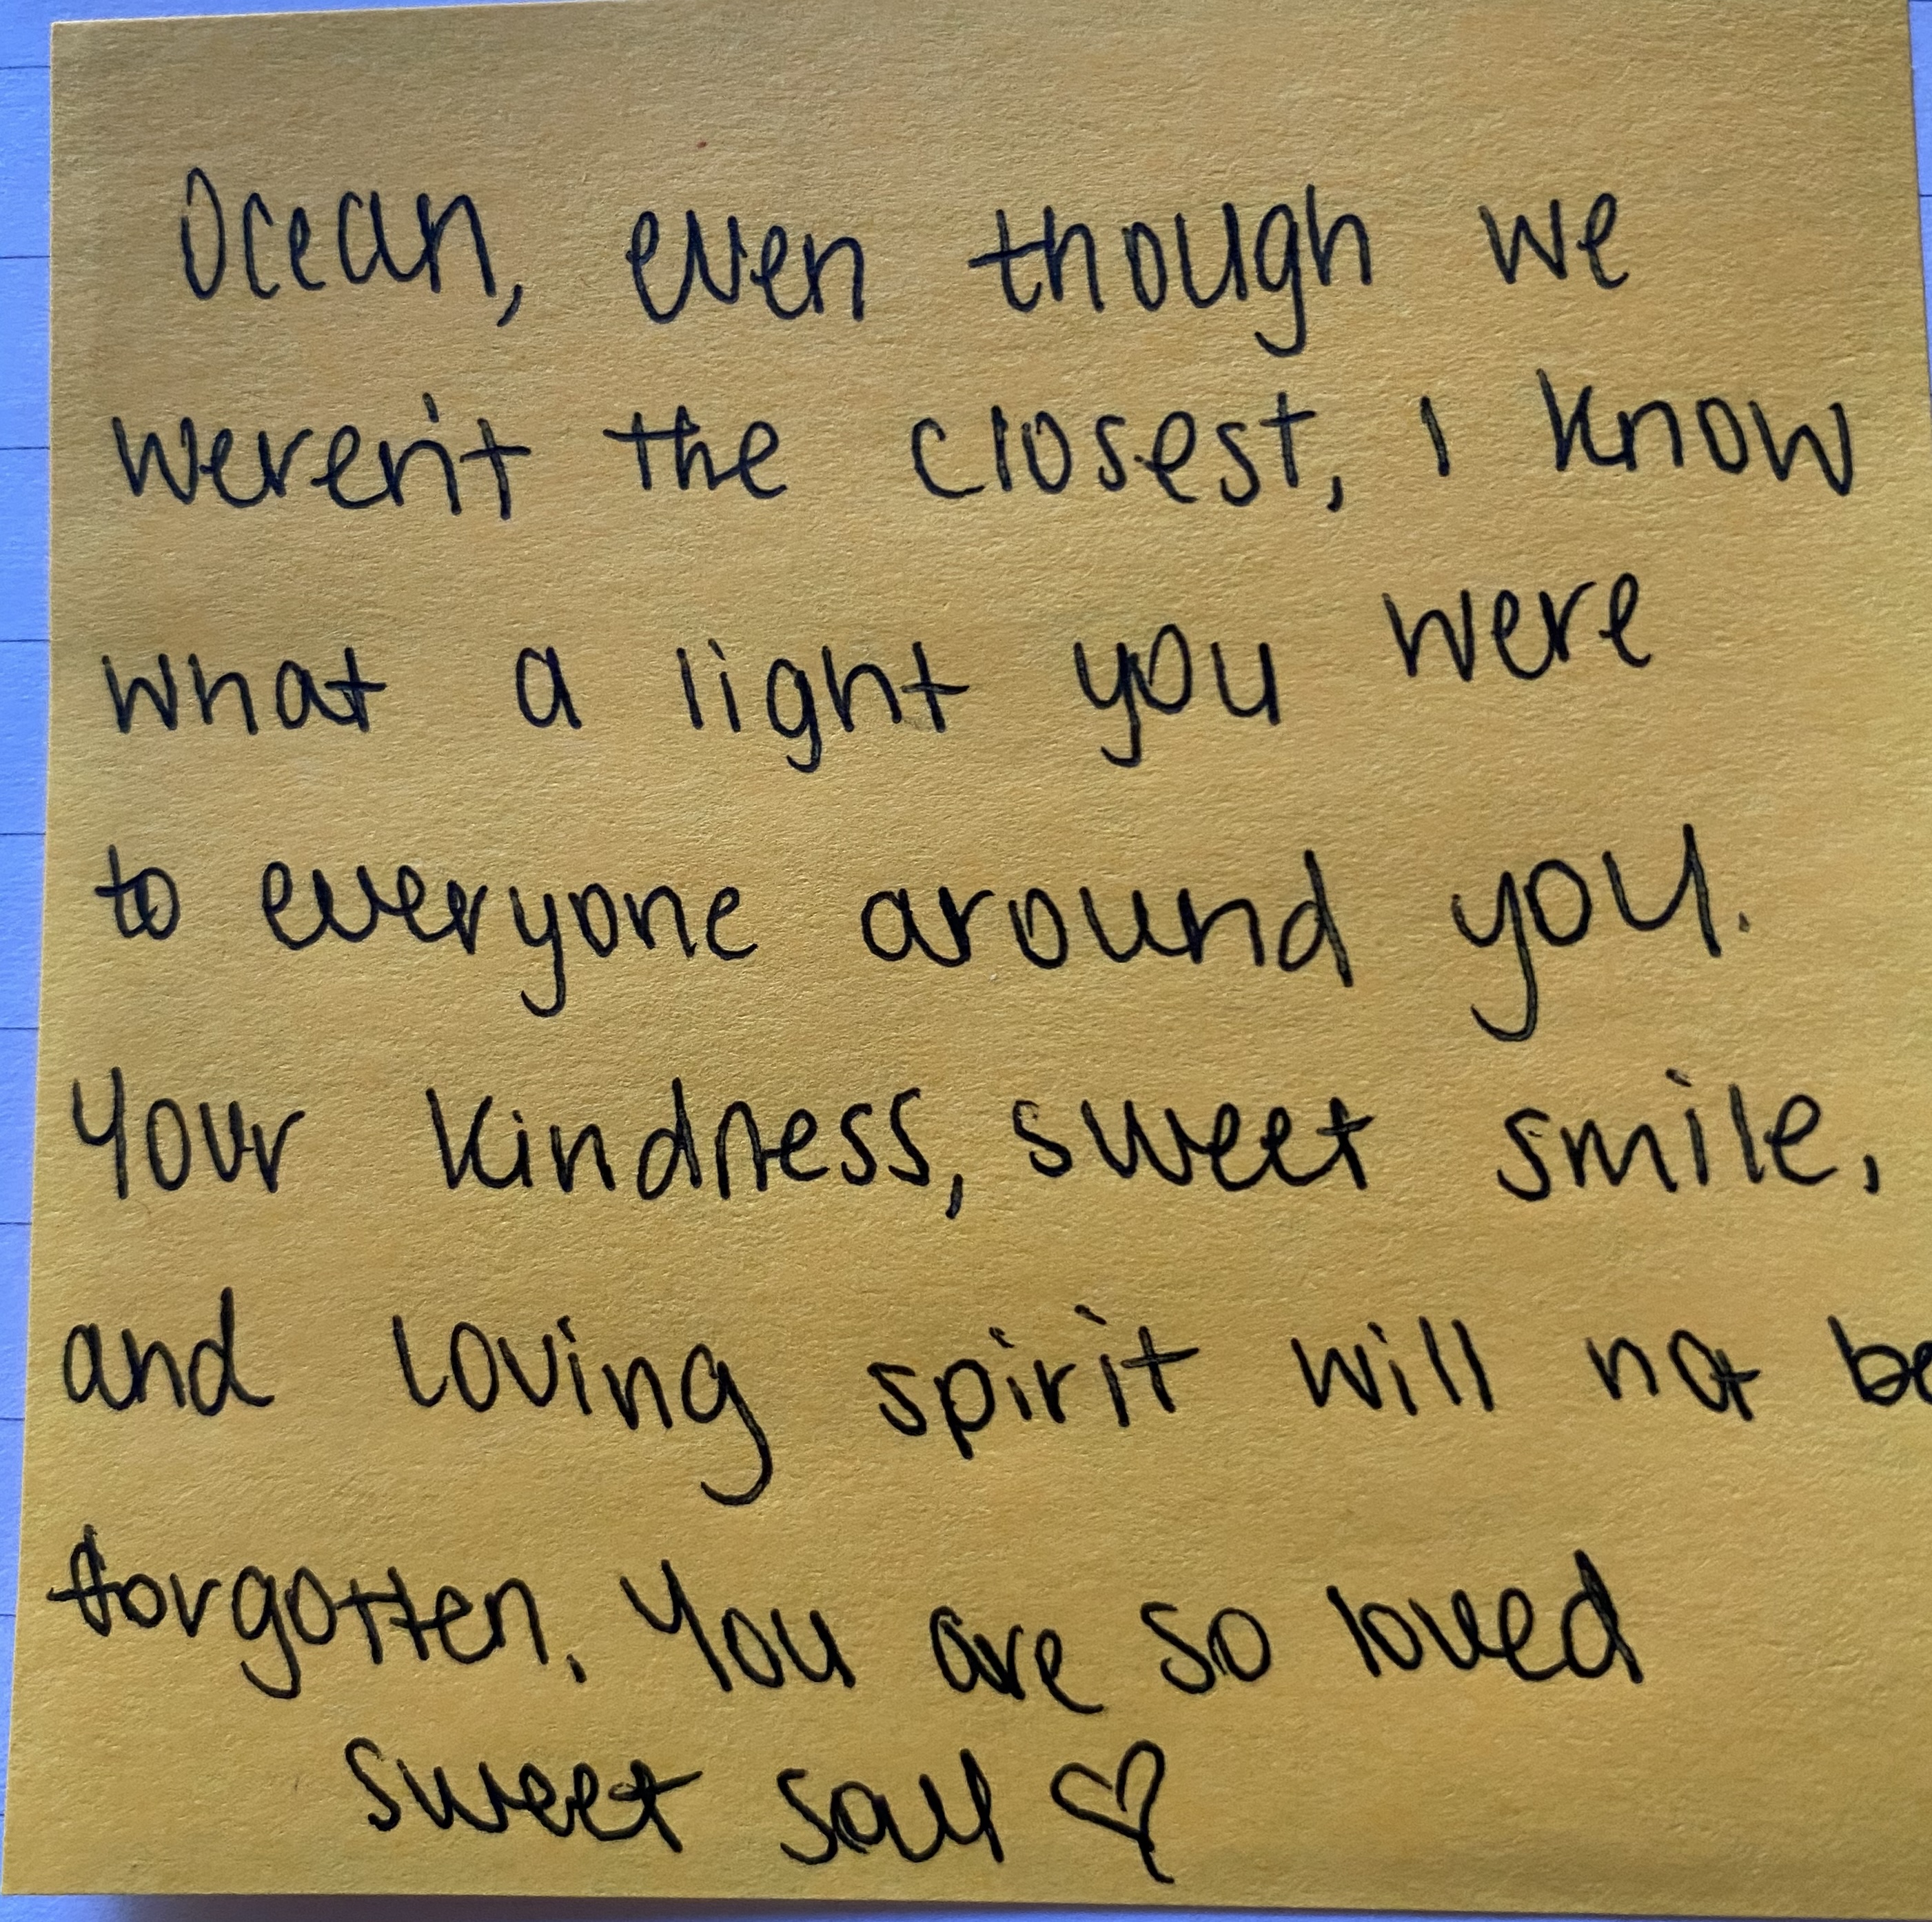 Ocean, even though we
weren't the closest, I know
what a light you were
to everyone around you.
Your kindness, sweet smile,
and loving spirit will not be
forgotten. You are so loved
sweet soul ♡